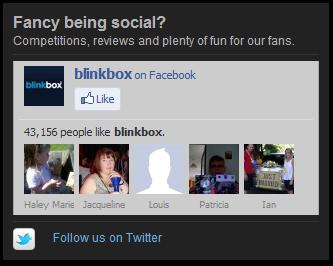 Fancy being social?
Competitions, reviews and plenty of fun for our fans.
blinkbox
blinkbox on Facebook
Like
43,156 people like blinkbox.
JUST MARRIED
Haley Marie Jacqueline Louis Patricia Ian
Follow us on Twitter